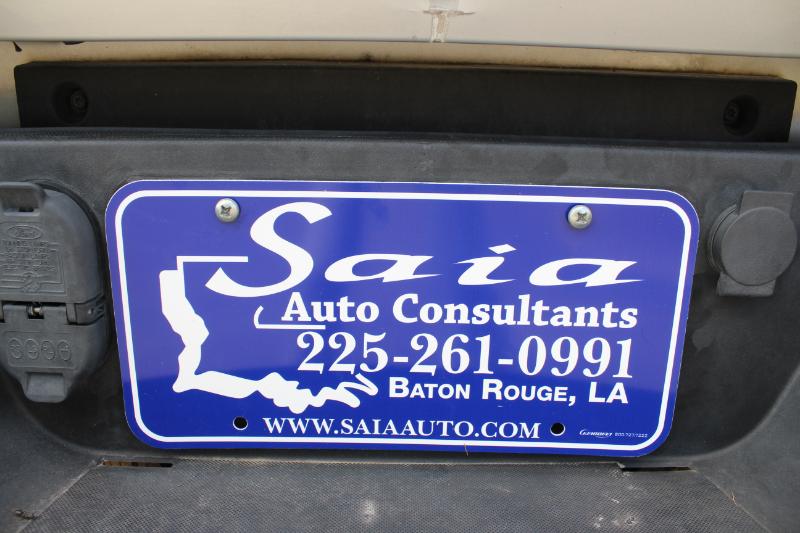 Saia
Auto Consultants
225-261-0991
BATON ROUGE, LA
WWW.SAIAAUTO.COM